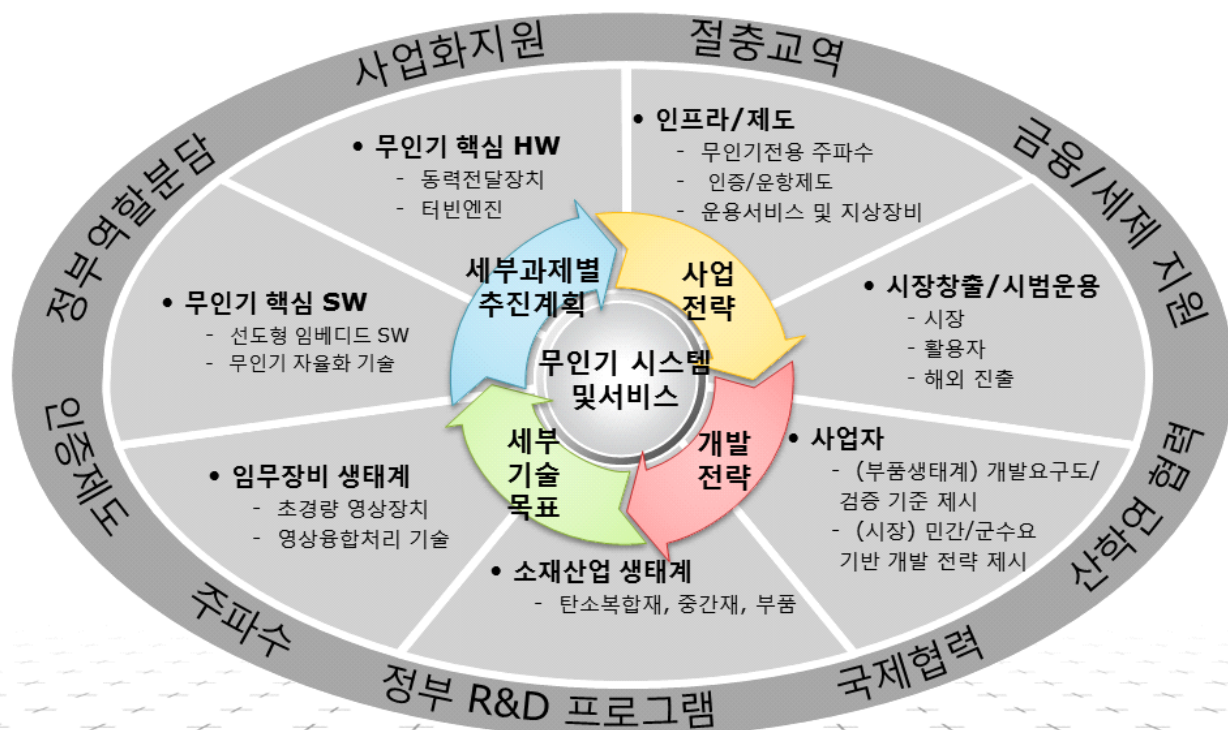 사업화지원
절충교역
금융/세제 지원
산학연 협력
국제협력
정부 R&D 프로그램
주파수
인증제도
정부역할분담
• 무인기 핵심 HW
- 동력전달장치
- 터빈엔진
• 인프라/제도
- 무인기전용 주파수
- 인증/운항제도
- 운용서비스 및 지상장비
• 시장창출/시범운용
- 시장
- 활용자
- 해외 진출
• 사업자
- (부품생태계) 개발요구도/
검증 기준 제시
- (시장) 민간/군수요
기반 개발 전략 제시
• 소재산업 생태계
- 탄소복합재, 중간재, 부품
• 임무장비 생태계
- 초경량 영상장치
- 영상융합처리 기술
• 무인기 핵심 SW
- 선도형 임베디드 SW
- 무인기 자율화 기술
세부과제별
추진계획
사업
전략
개발
전략
세부
기술
목표
무인기 시스템
및서비스